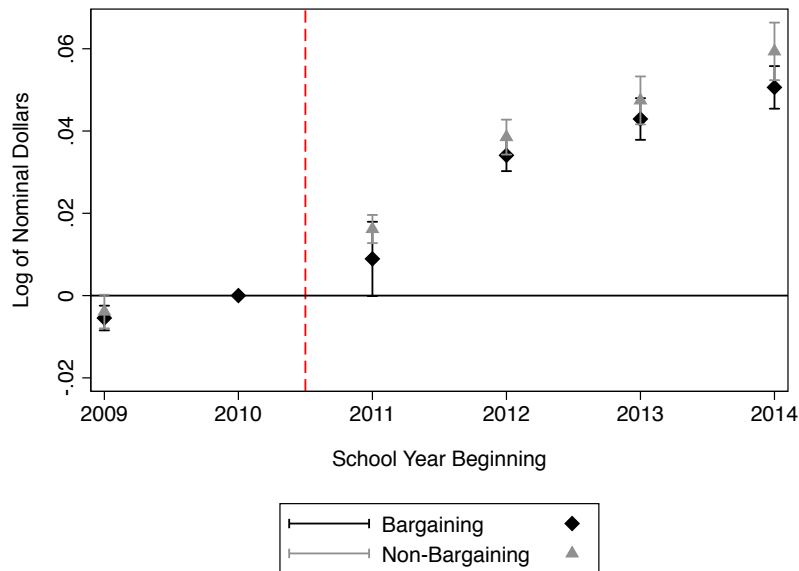 .06
.04
.02
0
-.02
Log of Nominal Dollars
2009 2010 2011 2012 2013 2014
School Year Beginning
Bargaining
Non-Bargaining